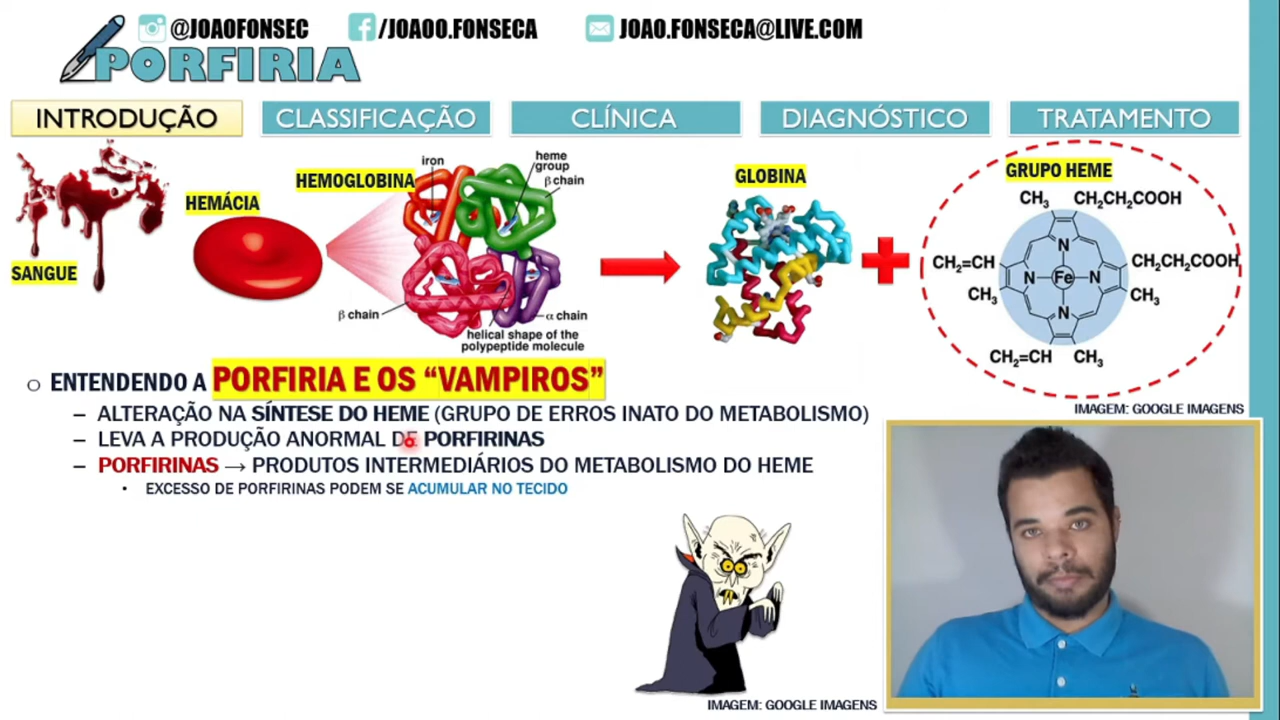 @JOAOFONSEC /JOAOO.FONSECA JOAO.FONSECA@LIVE.COM
PORFIRIA
INTRODUÇÃO CLASSIFICAÇÃO CLÍNICA DIAGNÓSTICO TRATAMENTO
SANGUE
HEMÁCIA
HEMOGLOBINA
iron
heme
group
β chain
β chain
α chain
helical shape of the
polypeptide molecule
GLOBINA
GRUPO HEME
CH₃ CH₂CH₂COOH
N
CH₂=CH CH₂CH₂COOH
N Fe N
CH₃ CH₃
N
CH₂=CH CH₃
IMAGEM: GOOGLE IMAGENS
○ ENTENDENDO A PORFIRIA E OS “VAMPIROS”
– ALTERAÇÃO NA SÍNTESE DO HEME (GRUPO DE ERROS INATO DO METABOLISMO)
– LEVA A PRODUÇÃO ANORMAL DE PORFIRINAS
– PORFIRINAS → PRODUTOS INTERMEDIÁRIOS DO METABOLISMO DO HEME
• EXCESSO DE PORFIRINAS PODEM SE ACUMULAR NO TECIDO
IMAGEM: GOOGLE IMAGENS